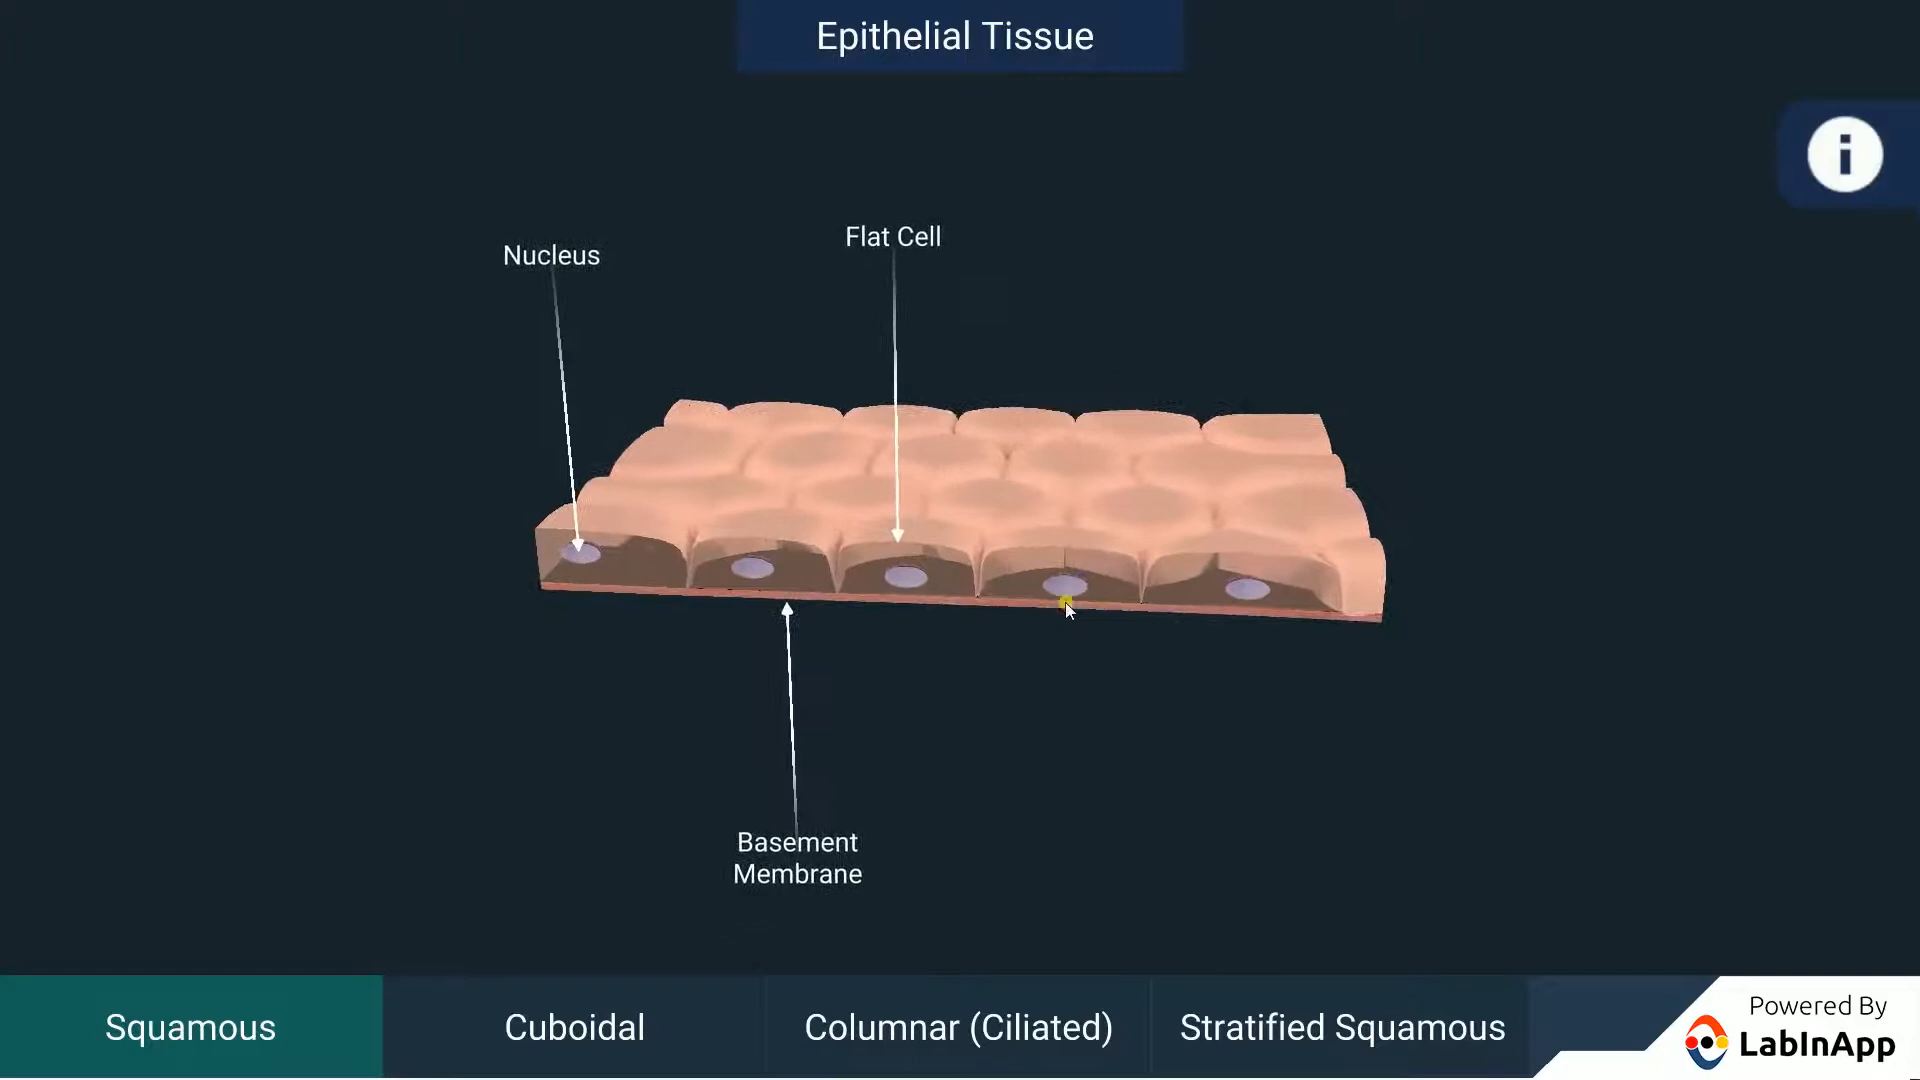 Epithelial Tissue
i
Flat Cell
Nucleus
Basement
Membrane
Squamous
Cuboidal
Columnar (Ciliated)
Stratified Squamous
Powered By
LabInApp